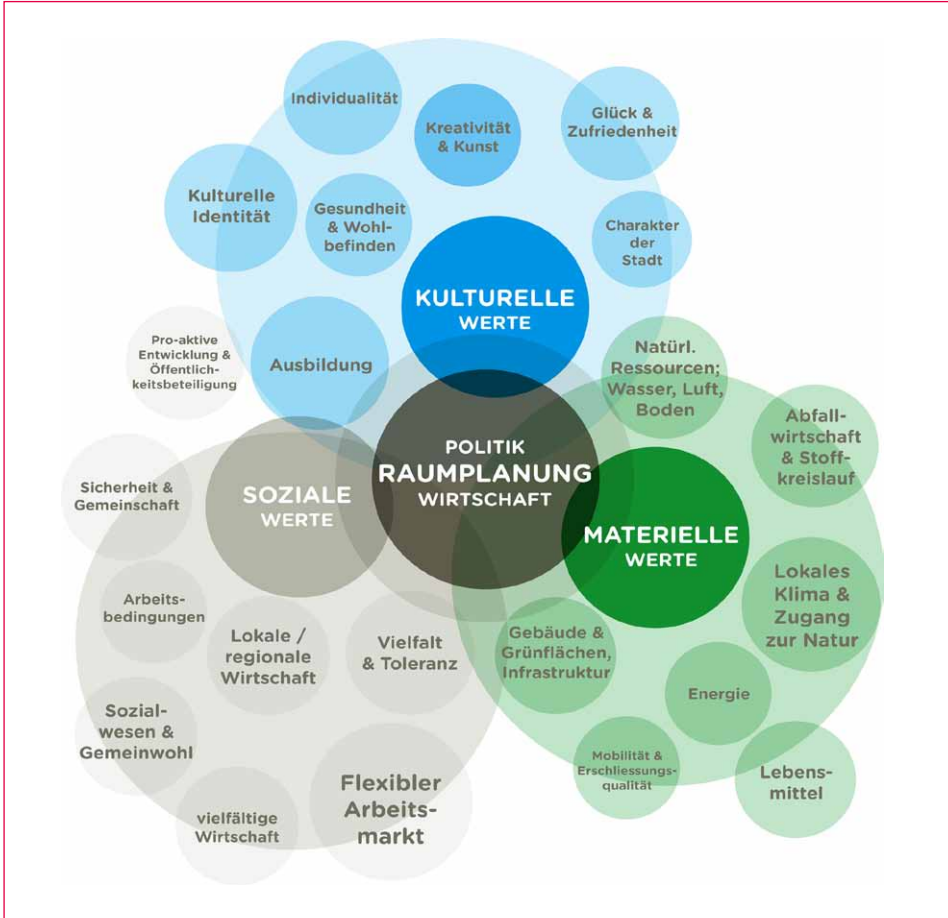 Individualität
Kreativität
& Kunst
Glück &
Zufriedenheit
Kulturelle
Identität
Gesundheit
& Wohl-
befinden
Charakter
der
Stadt
KULTURELLE
WERTE
Pro-aktive
Entwicklung &
Öffentlich-
keitsbeteiligung
Ausbildung
Natürl.
Ressourcen;
Wasser, Luft,
Boden
Abfall-
wirtschaft
& Stoff-
kreislauf
POLITIK
RAUMPLANUNG
WIRTSCHAFT
Sicherheit &
Gemeinschaft
SOZIALE
WERTE
MATERIELLE
WERTE
Arbeits-
bedingungen
Lokale /
regionale
Wirtschaft
Vielfalt
& Toleranz
Gebäude &
Grünflächen,
Infrastruktur
Lokales
Klima &
Zugang
zur Natur
Energie
Sozial-
wesen &
Gemeinwohl
Flexibler
Arbeits-
markt
Mobilität &
Erschliessungs-
qualität
Lebens-
mittel
vielfältige
Wirtschaft